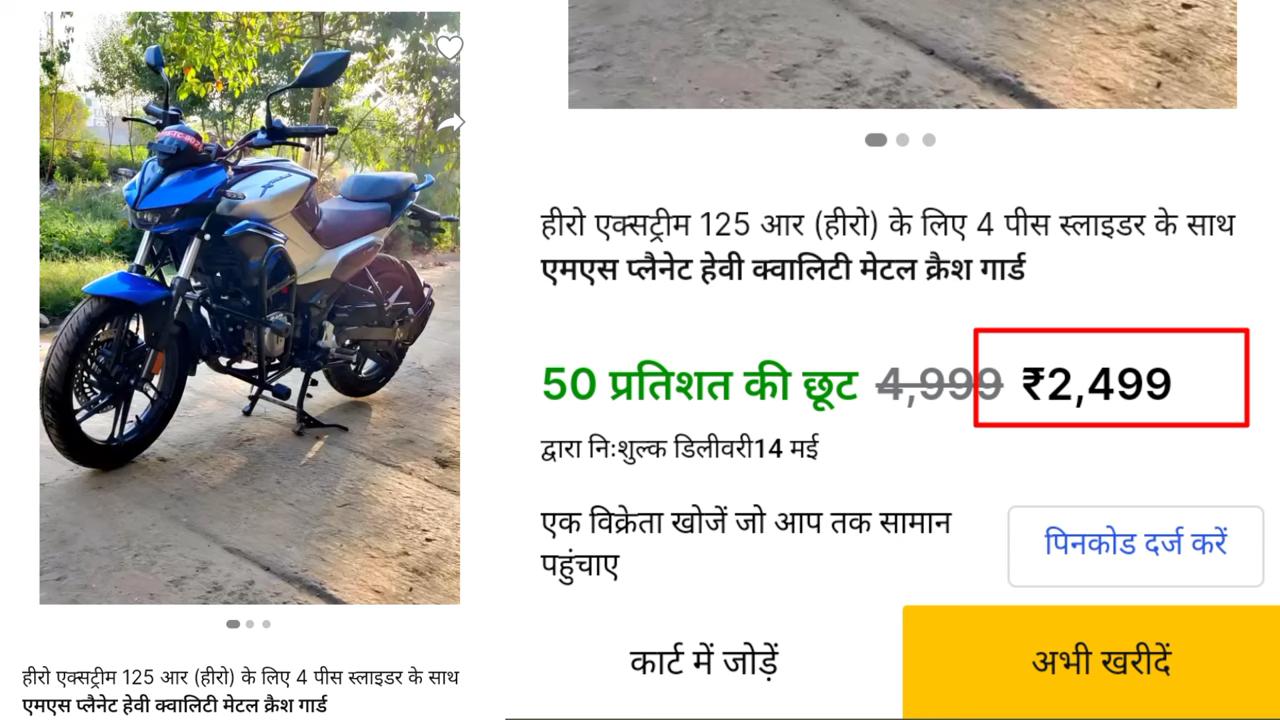 हीरो एक्सट्रीम 125 आर (हीरो) के लिए 4 पीस स्लाइडर के साथ
एमएस प्लैनेट हेवी क्वालिटी मेटल क्रैश गार्ड
हीरो एक्सट्रीम 125 आर (हीरो) के लिए 4 पीस स्लाइडर के साथ
एमएस प्लैनेट हेवी क्वालिटी मेटल क्रैश गार्ड
50 प्रतिशत की छूट 4,999 ₹2,499
द्वारा निःशुल्क डिलीवरी14 मई
एक विक्रेता खोजें जो आप तक सामान
पहुंचाए
पिनकोड दर्ज करें
कार्ट में जोड़ें
अभी खरीदें